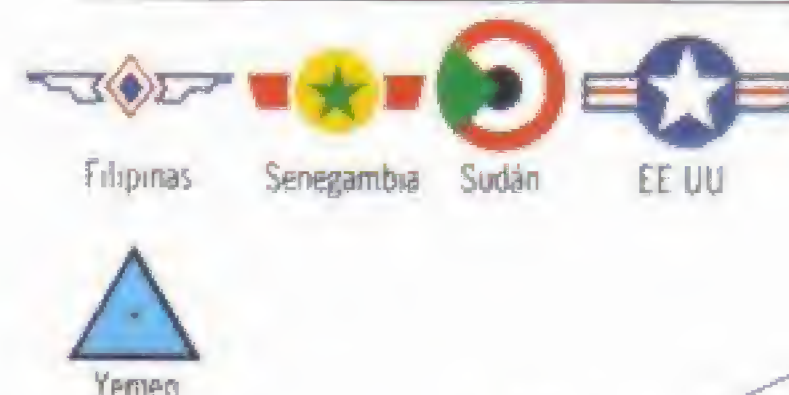 Filipinas
Senegambia
Sudán
EE UU
Yemen